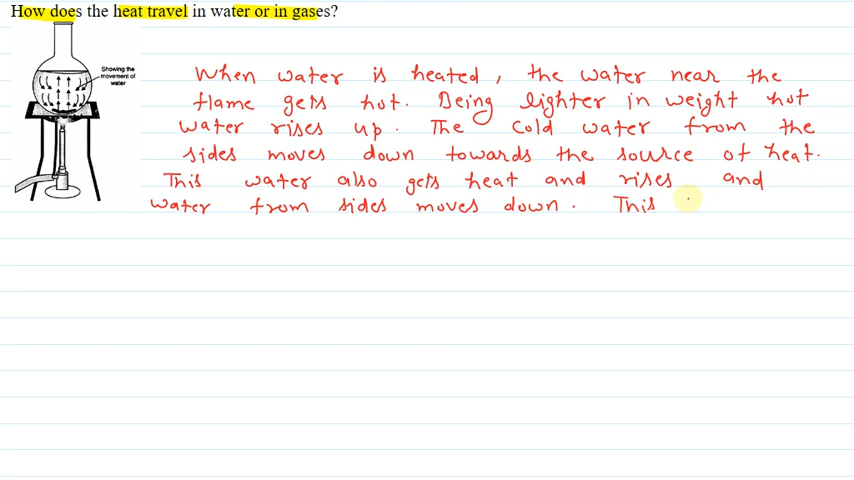 How does the heat travel in water or in gases?
Showing the
movement of
water
When water is heated, the water near the
flame gets hot. Being lighter in weight hot
water rises up. The cold water from the
sides moves down towards the source of heat.
This water also gets heat and rises and
water from sides moves down. This